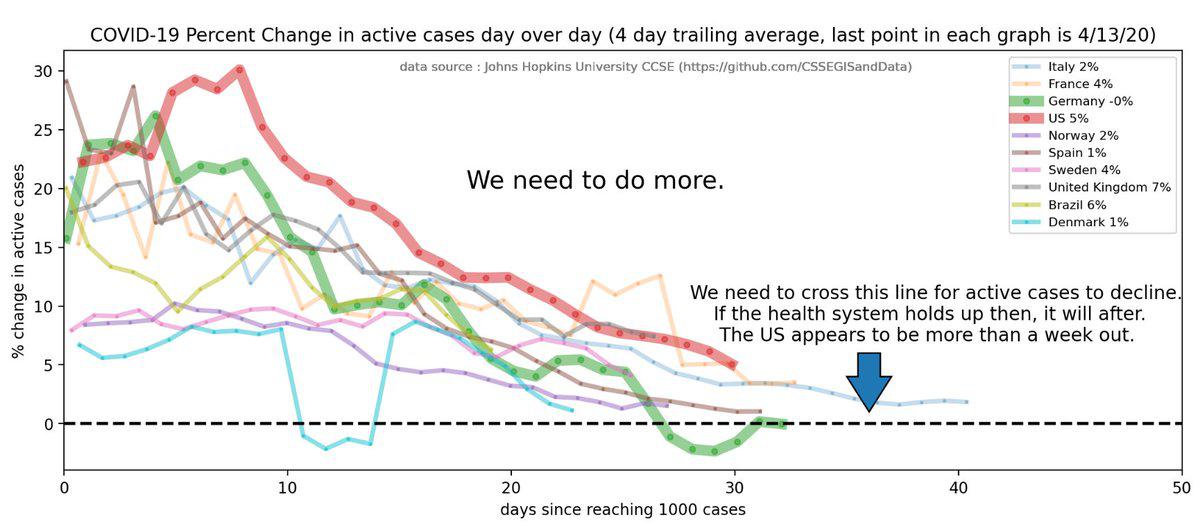 COVID-19 Percent Change in active cases day over day (4 day trailing average, last point in each graph is 4/13/20)
data source : Johns Hopkins University CCSE (https://github.com/CSSEGISandData)
Italy 2%
France 4%
Germany -0%
US 5%
Norway 2%
Spain 1%
Sweden 4%
United Kingdom 7%
Brazil 6%
Denmark 1%
We need to do more.
We need to cross this line for active cases to decline.
If the health system holds up then, it will after.
The US appears to be more than a week out.
% change in active cases
30
25
20
15
10
5
0
0 10 20 30 40 50
days since reaching 1000 cases